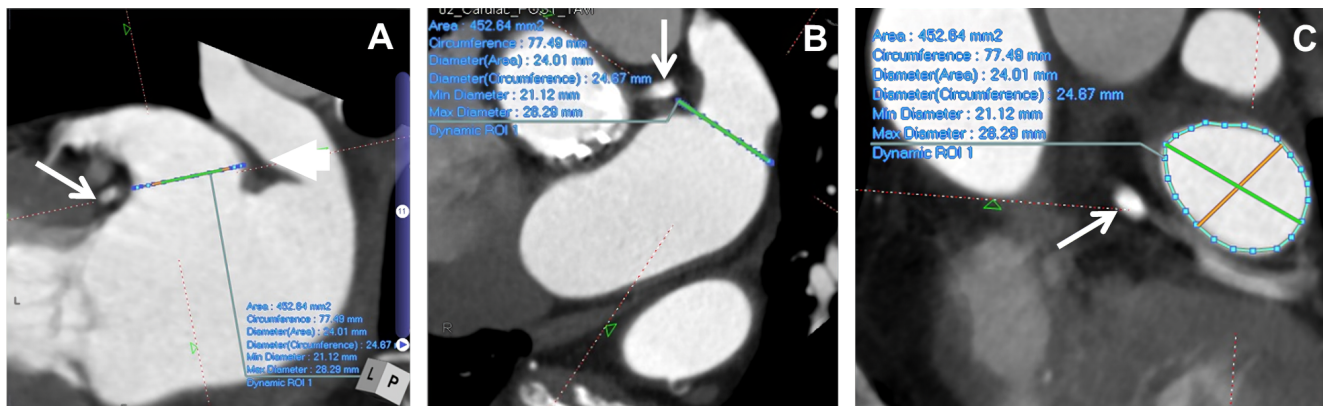 A
11
L
Area : 452.64 mm2
Circumference : 77.49 mm
Diameter(Area) : 24.01 mm
Diameter(Circumference) : 24.67 mm
Min Diameter : 21.12 mm
Max Diameter : 28.29 mm
Dynamic ROI 1
L P
B
02_Cardiac_POST_TAVI
Area : 452.64 mm2
Circumference : 77.49 mm
Diameter(Area) : 24.01 mm
Diameter(Circumference) : 24.67 mm
Min Diameter : 21.12 mm
Max Diameter : 28.29 mm
Dynamic ROI 1
R
C
Area : 452.64 mm2
Circumference : 77.49 mm
Diameter(Area) : 24.01 mm
Diameter(Circumference) : 24.67 mm
Min Diameter : 21.12 mm
Max Diameter : 28.29 mm
Dynamic ROI 1